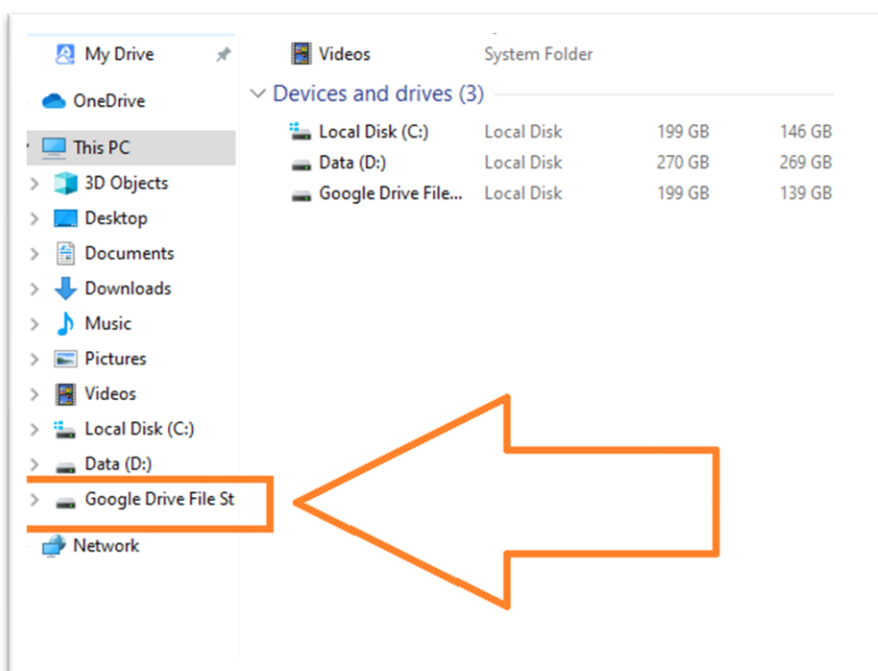 My Drive
OneDrive
This PC
3D Objects
Desktop
Documents
Downloads
Music
Pictures
Videos
Local Disk (C:)
Data (D:)
Google Drive File St
Network
Videos System Folder
Devices and drives (3)
Local Disk (C:) Local Disk 199 GB 146 GB
Data (D:) Local Disk 270 GB 269 GB
Google Drive File... Local Disk 199 GB 139 GB